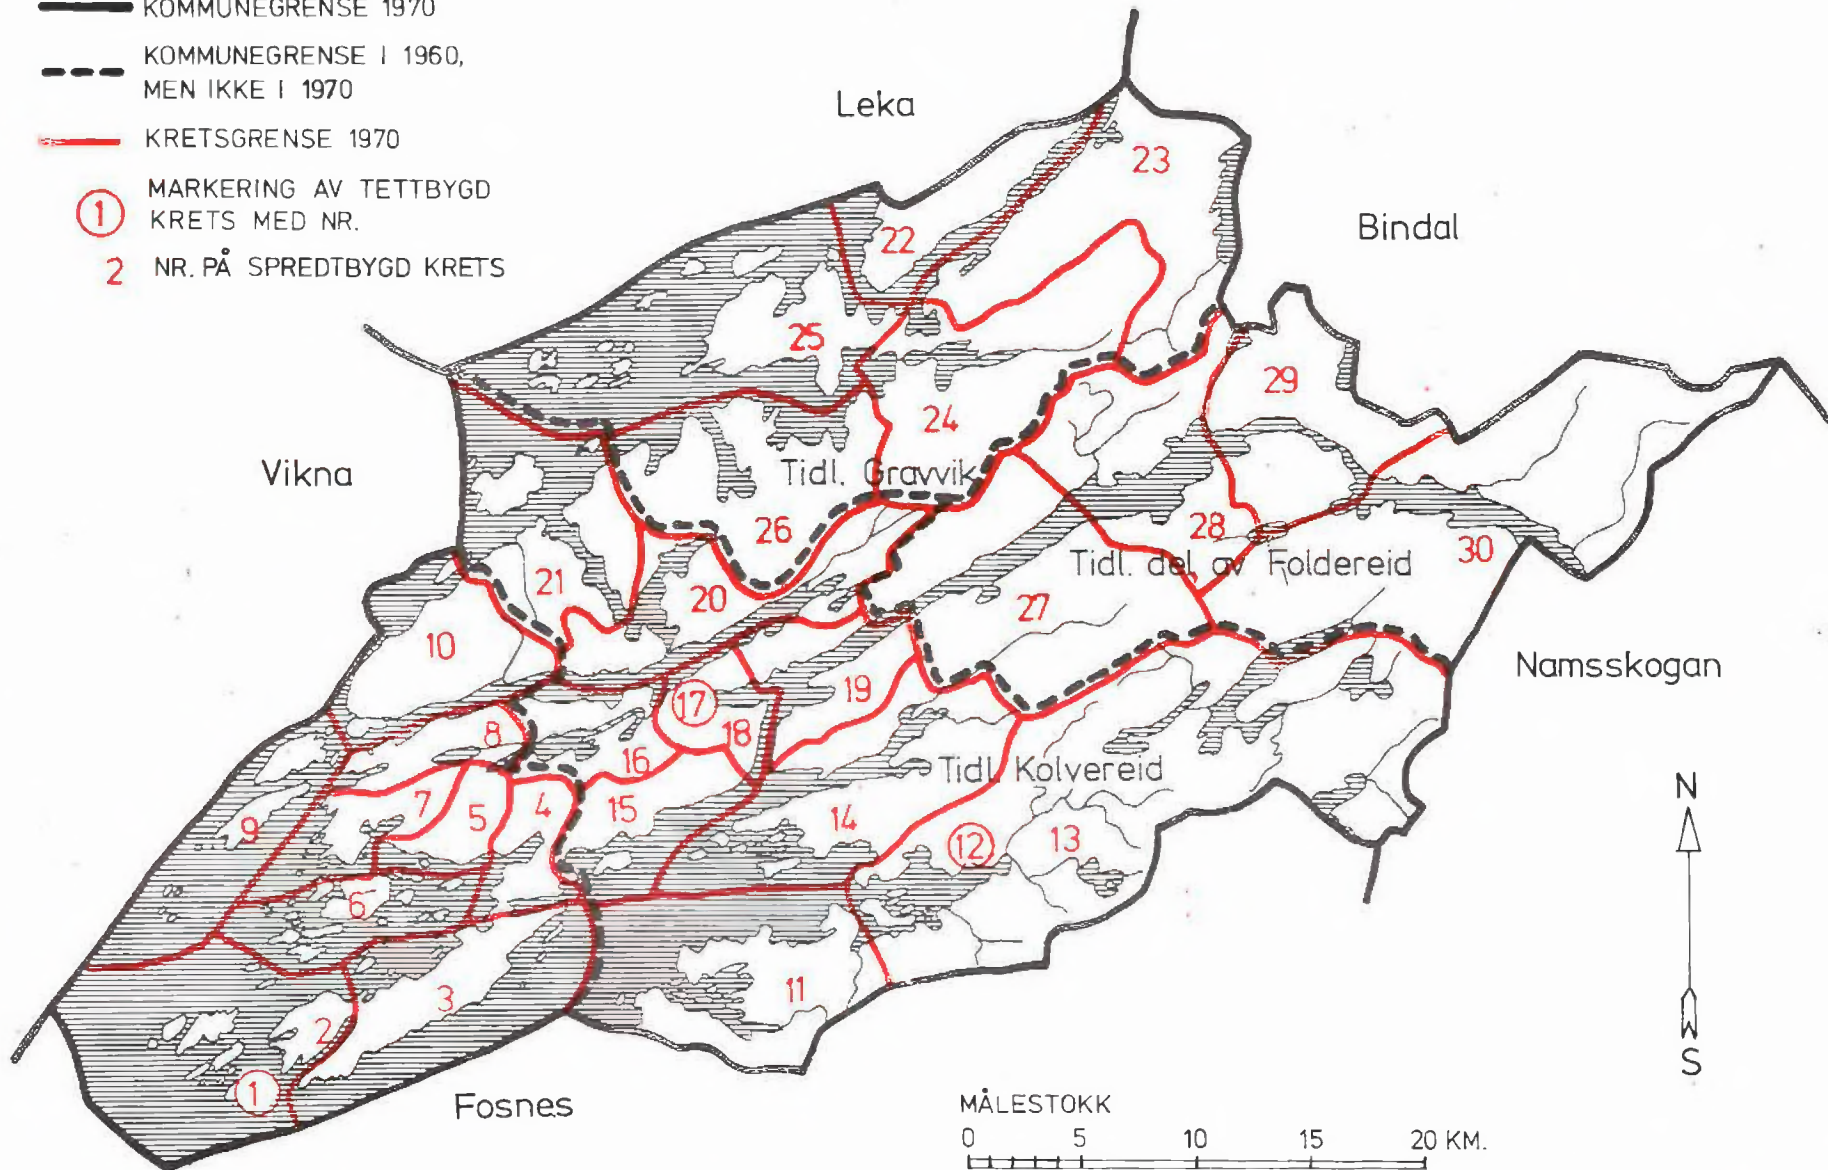 KOMMUNEGRENSE 1970
KOMMUNEGRENSE I 1960,
MEN IKKE I 1970
KRETSGRENSE 1970
1
MARKERING AV TETTBYGD
KRETS MED NR.
2 NR. PÅ SPREDTBYGD KRETS
Leka
23
Bindal
22
25
29
24
Vikna
Tidl. Gravvik
26
28
30
21
Tidl. del av Foldereid
20
27
10
Namsskogan
19
17
8
18
16
Tidl. Kolvereid
7
5
4
15
14
9
12
13
6
N
11
3
2
S
1
Fosnes
MÅLESTOKK
0 5 10 15 20 KM.